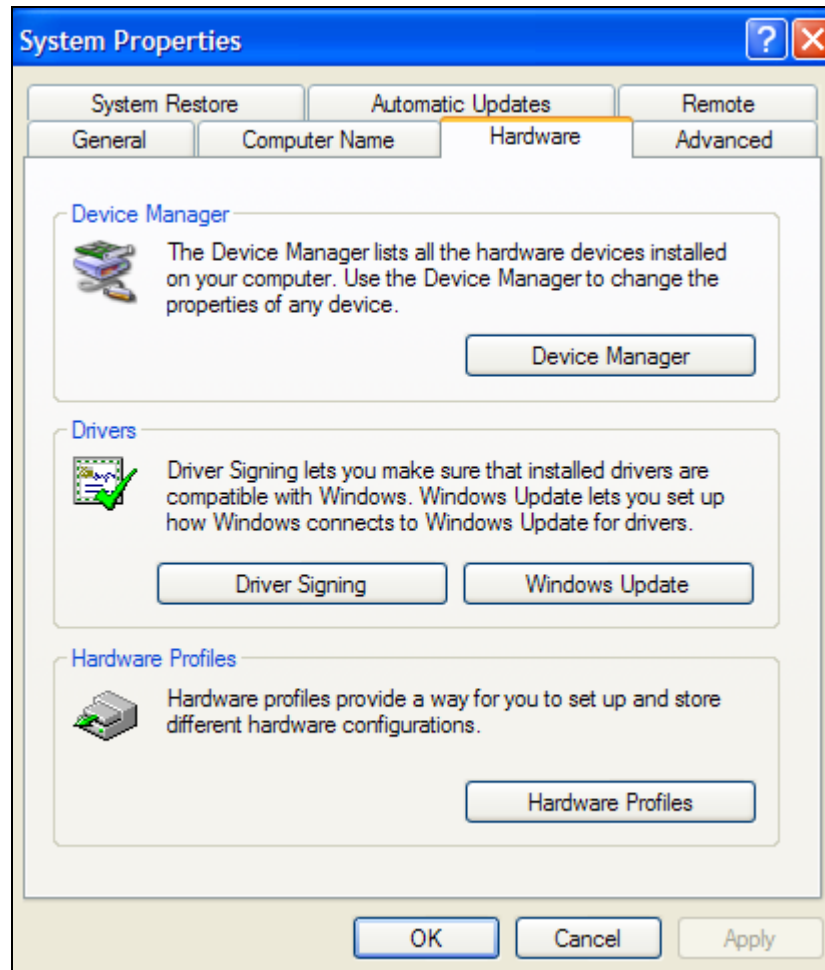 System Properties
System Restore Automatic Updates Remote
General Computer Name Hardware Advanced
Device Manager
The Device Manager lists all the hardware devices installed
on your computer. Use the Device Manager to change the
properties of any device.
Device Manager
Drivers
Driver Signing lets you make sure that installed drivers are
compatible with Windows. Windows Update lets you set up
how Windows connects to Windows Update for drivers.
Driver Signing Windows Update
Hardware Profiles
Hardware profiles provide a way for you to set up and store
different hardware configurations.
Hardware Profiles
OK Cancel Apply